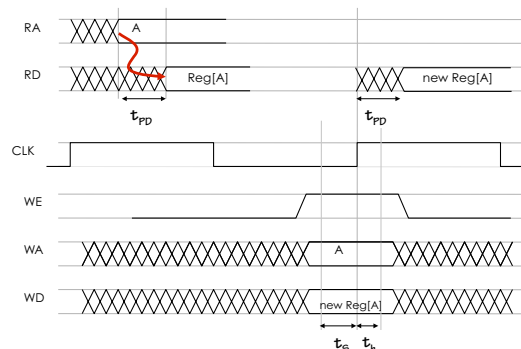 RA A
RD Reg[A] new Reg[A]
tPD tPD
CLK
WE
WA A
WD new Reg[A]
tS th